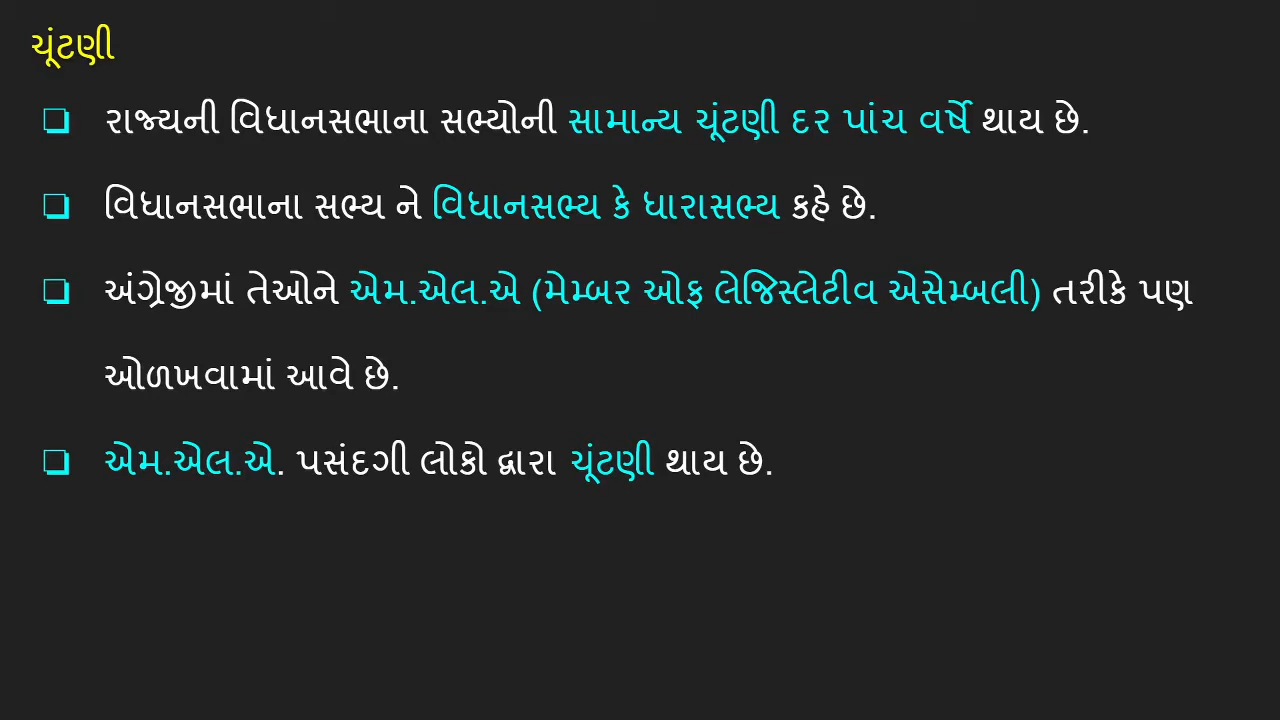 ચૂંટણી
❏ રાજ્યની વિધાનસભાના સભ્યોની સામાન્ય ચૂંટણી દર પાંચ વર્ષે થાય છે.
❏ વિધાનસભાના સભ્ય ને વિધાનસભ્ય કે ધારાસભ્ય કહે છે.
❏ અંગ્રેજીમાં તેઓને એમ.એલ.એ (મેમ્બર ઓફ લેજિસ્લેટીવ એસેમ્બલી) તરીકે પણ
ઓળખવામાં આવે છે.
❏ એમ.એલ.એ. પસંદગી લોકો દ્વારા ચૂંટણી થાય છે.